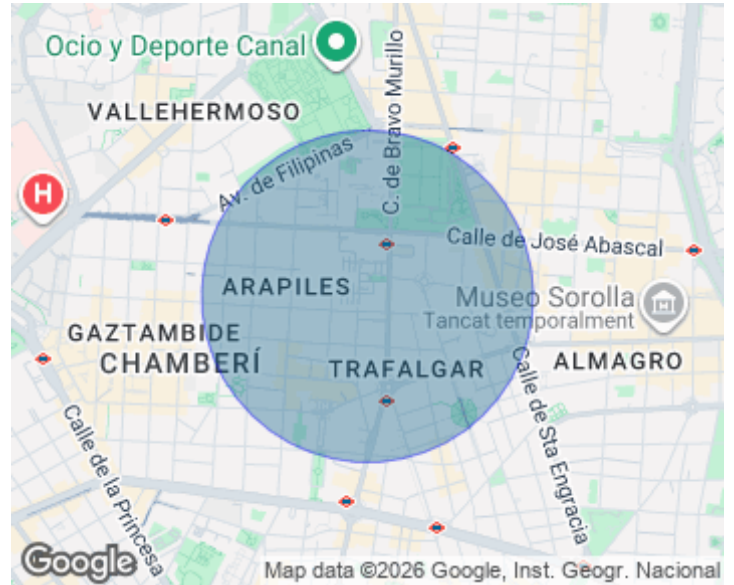 Ocio y Deporte Canal
VALLEHERMOSO
C. de Bravo Murillo
Av. de Filipinas
H
Calle de José Abascal
ARAPILES
Museo Sorolla
Tancat temporalment
GAZTAMBIDE
CHAMBERÍ
TRAFALGAR
ALMAGRO
Calle de Sta Engracia
Calle de la Princesa
Google
Map data ©2026 Google, Inst. Geogr. Nacional